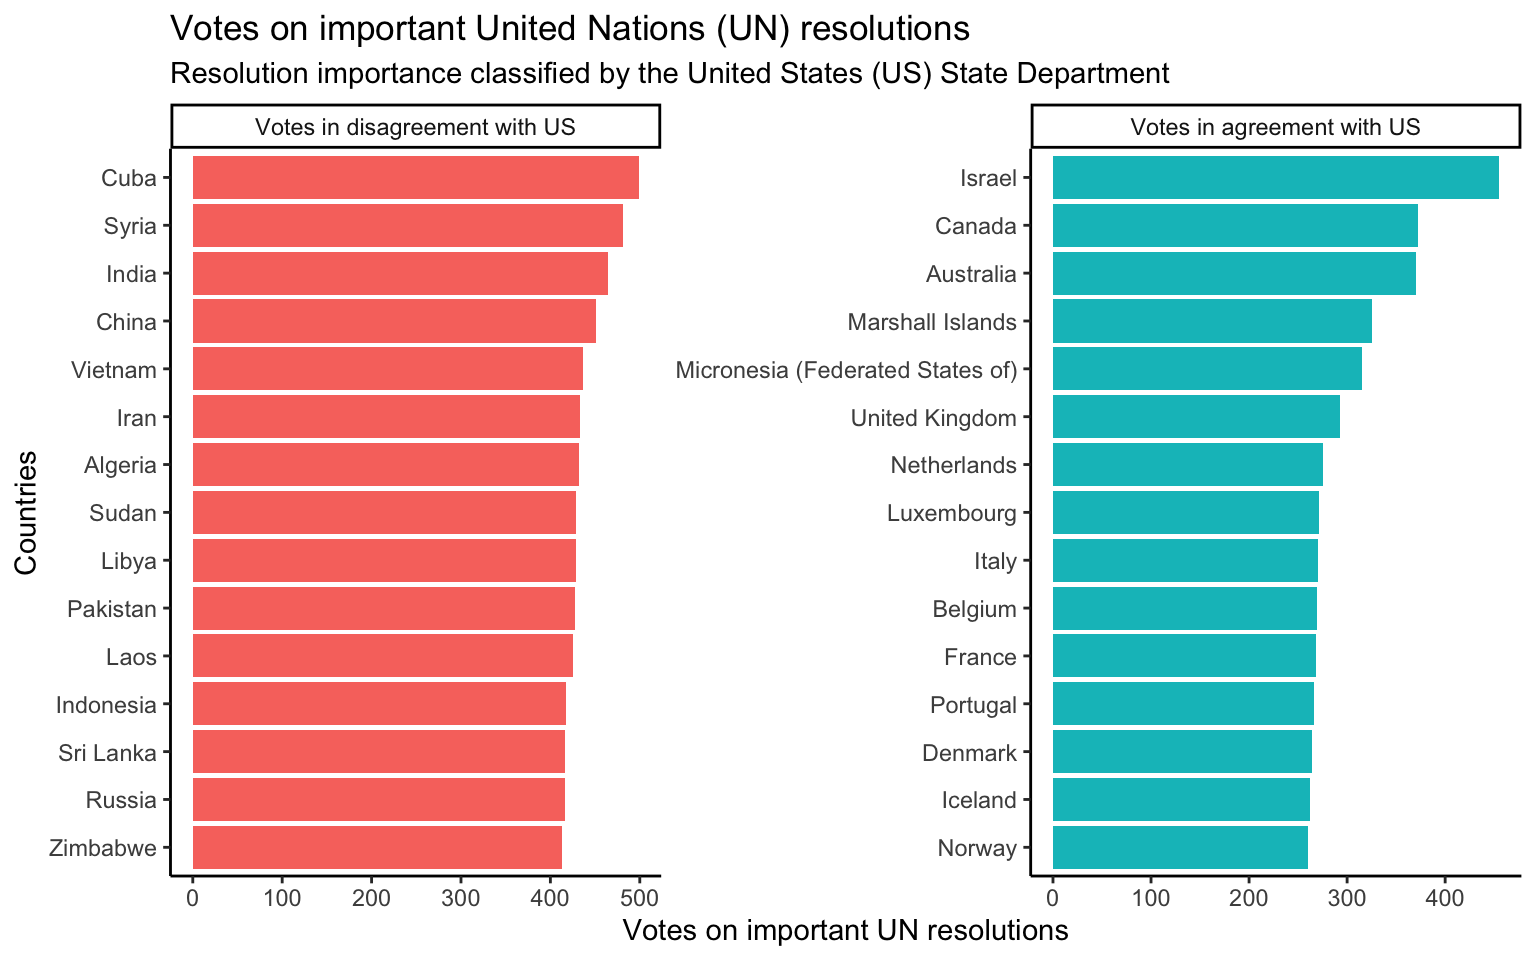 Votes on important United Nations (UN) resolutions
Resolution importance classified by the United States (US) State Department
Votes in disagreement with US
Cuba
Syria
India
China
Vietnam
Iran
Algeria
Sudan
Libya
Pakistan
Laos
Indonesia
Sri Lanka
Russia
Zimbabwe
0 100 200 300 400 500
Votes in agreement with US
Israel
Canada
Australia
Marshall Islands
Micronesia (Federated States of)
United Kingdom
Netherlands
Luxembourg
Italy
Belgium
France
Portugal
Denmark
Iceland
Norway
0 100 200 300 400
Countries
Votes on important UN resolutions